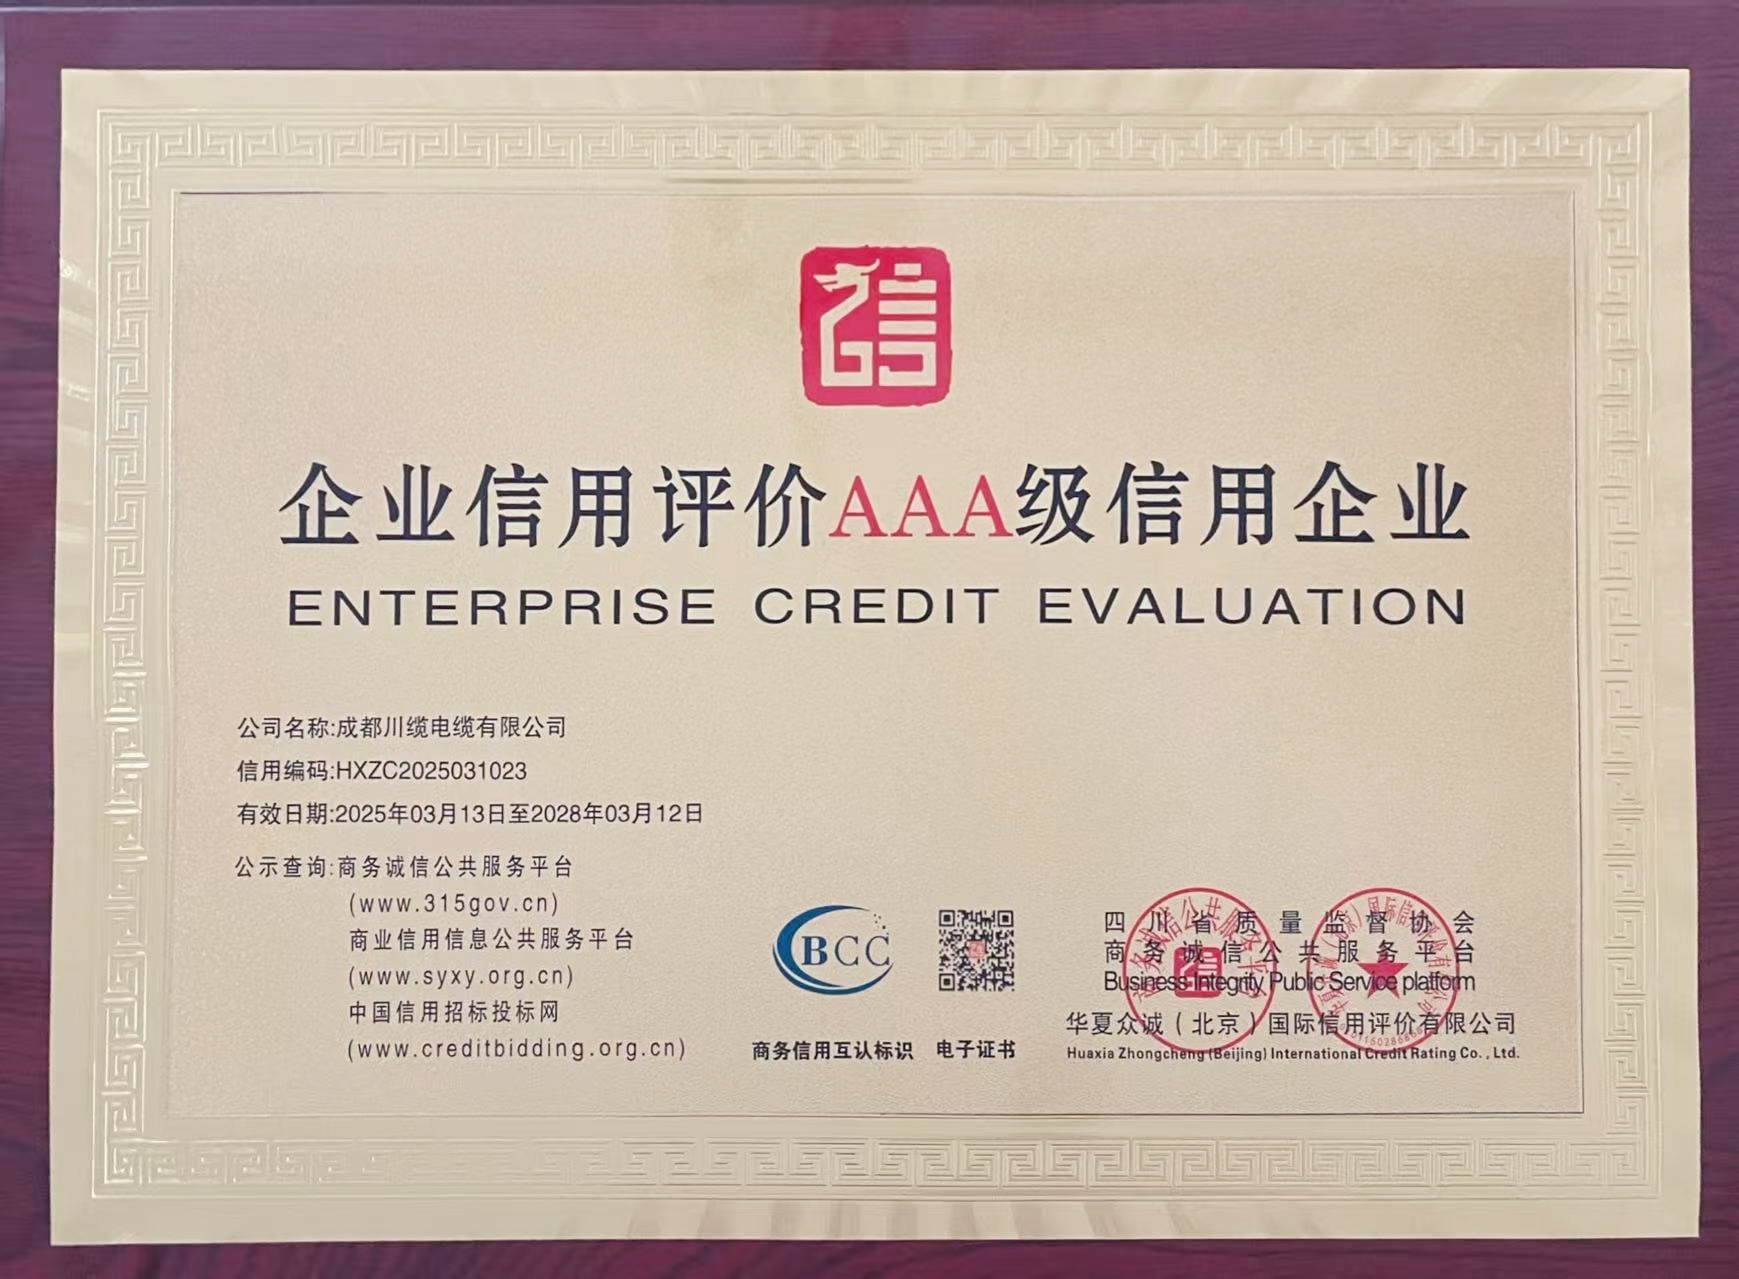 信
企业信用评价AAA级信用企业
ENTERPRISE CREDIT EVALUATION
公司名称:成都川缆电缆有限公司
信用编码:HXZC2025031023
有效日期:2025年03月13日至2028年03月12日
公示查询:商务诚信公共服务平台
(www.315gov.cn)
商业信用信息公共服务平台
(www.syxy.org.cn)
中国信用招标投标网
(www.creditbidding.org.cn)
BCC
商务信用互认标识
电子证书
四川省质量监督协会
商务诚信公共服务平台
Business Integrity Public Service platform
华夏众诚(北京)国际信用评价有限公司
Huaxia Zhongcheng (Beijing) International Credit Rating Co., Ltd.